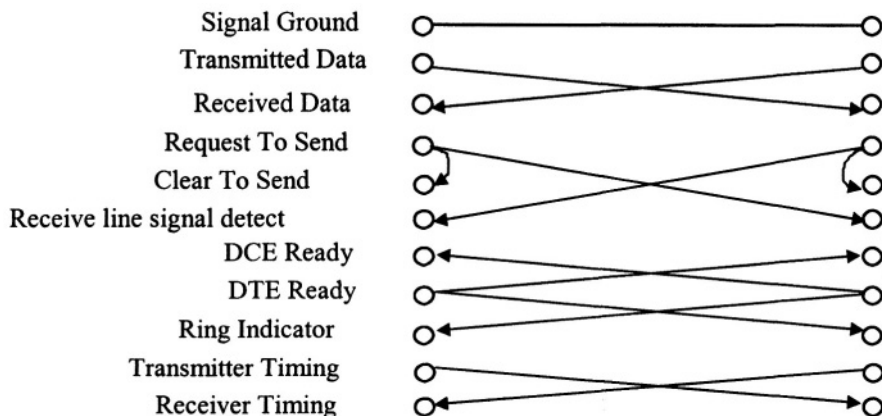 Signal Ground
Transmitted Data
Received Data
Request To Send
Clear To Send
Receive line signal detect
DCE Ready
DTE Ready
Ring Indicator
Transmitter Timing
Receiver Timing